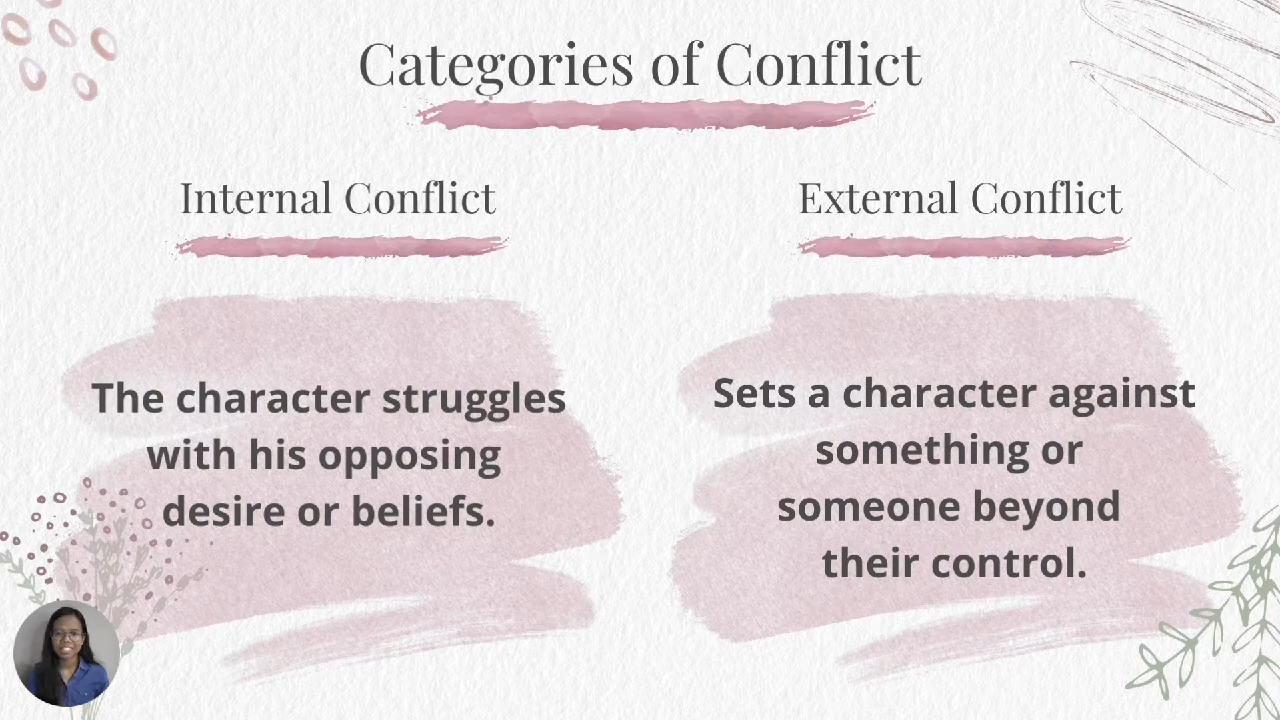 Categories of Conflict
Internal Conflict
The character struggles
with his opposing
desire or beliefs.
External Conflict
Sets a character against
something or
someone beyond
their control.